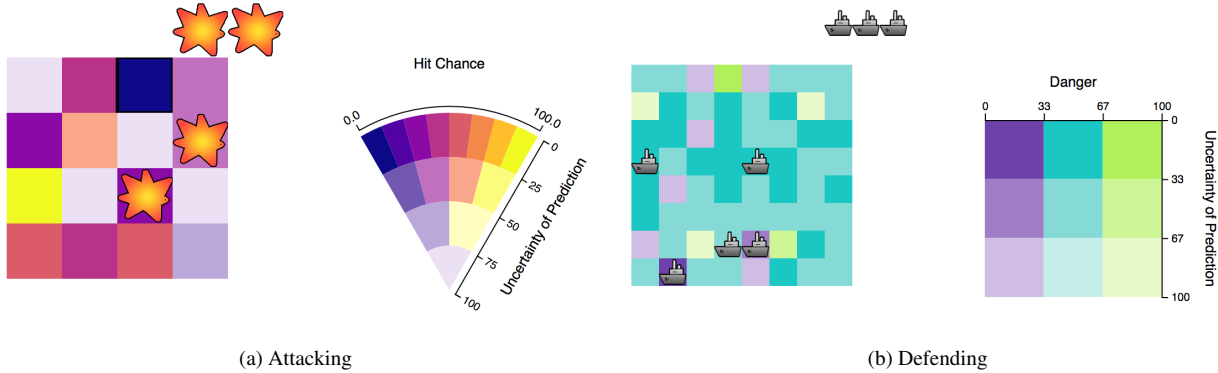 Hit Chance
0.0
100.0
0
25
50
75
100
Uncertainty of Prediction
(a) Attacking
Danger
0
33
67
100
0
33
67
100
Uncertainty of Prediction
(b) Defending